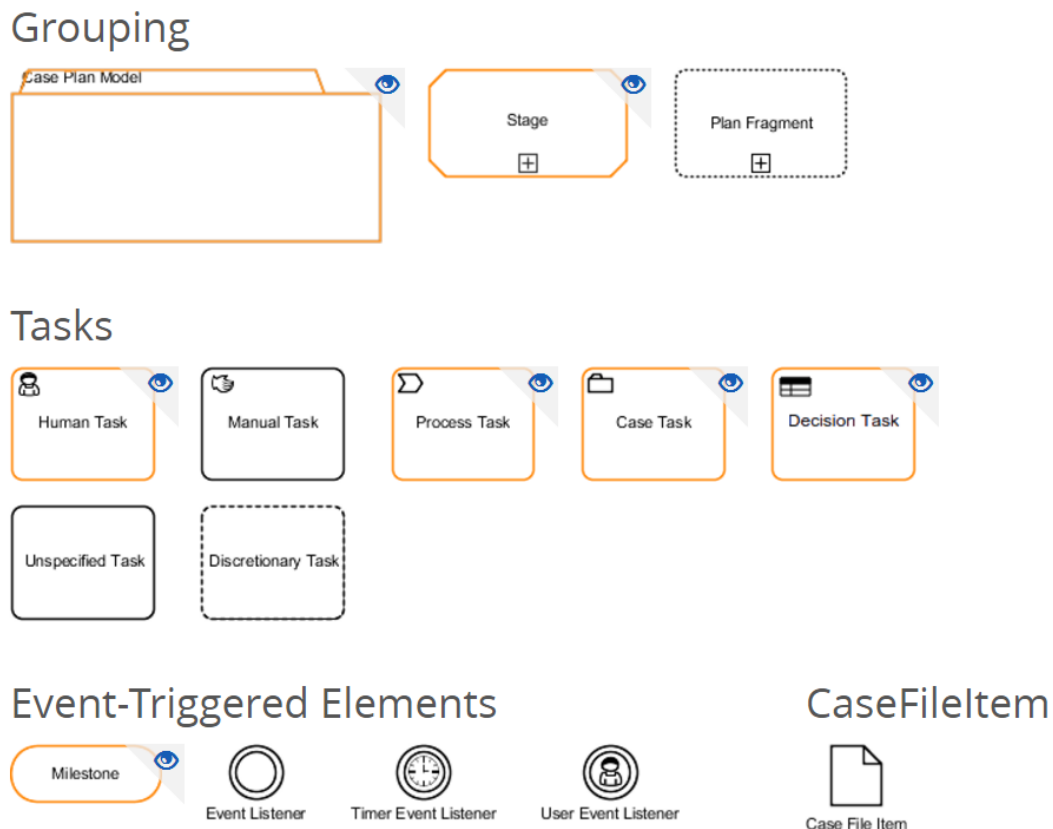 Grouping
Case Plan Model
Stage
Plan Fragment
Tasks
Human Task
Manual Task
Process Task
Case Task
Decision Task
Unspecified Task
Discretionary Task
Event-Triggered Elements
CaseFileItem
Milestone
Event Listener
Timer Event Listener
User Event Listener
Case File Item